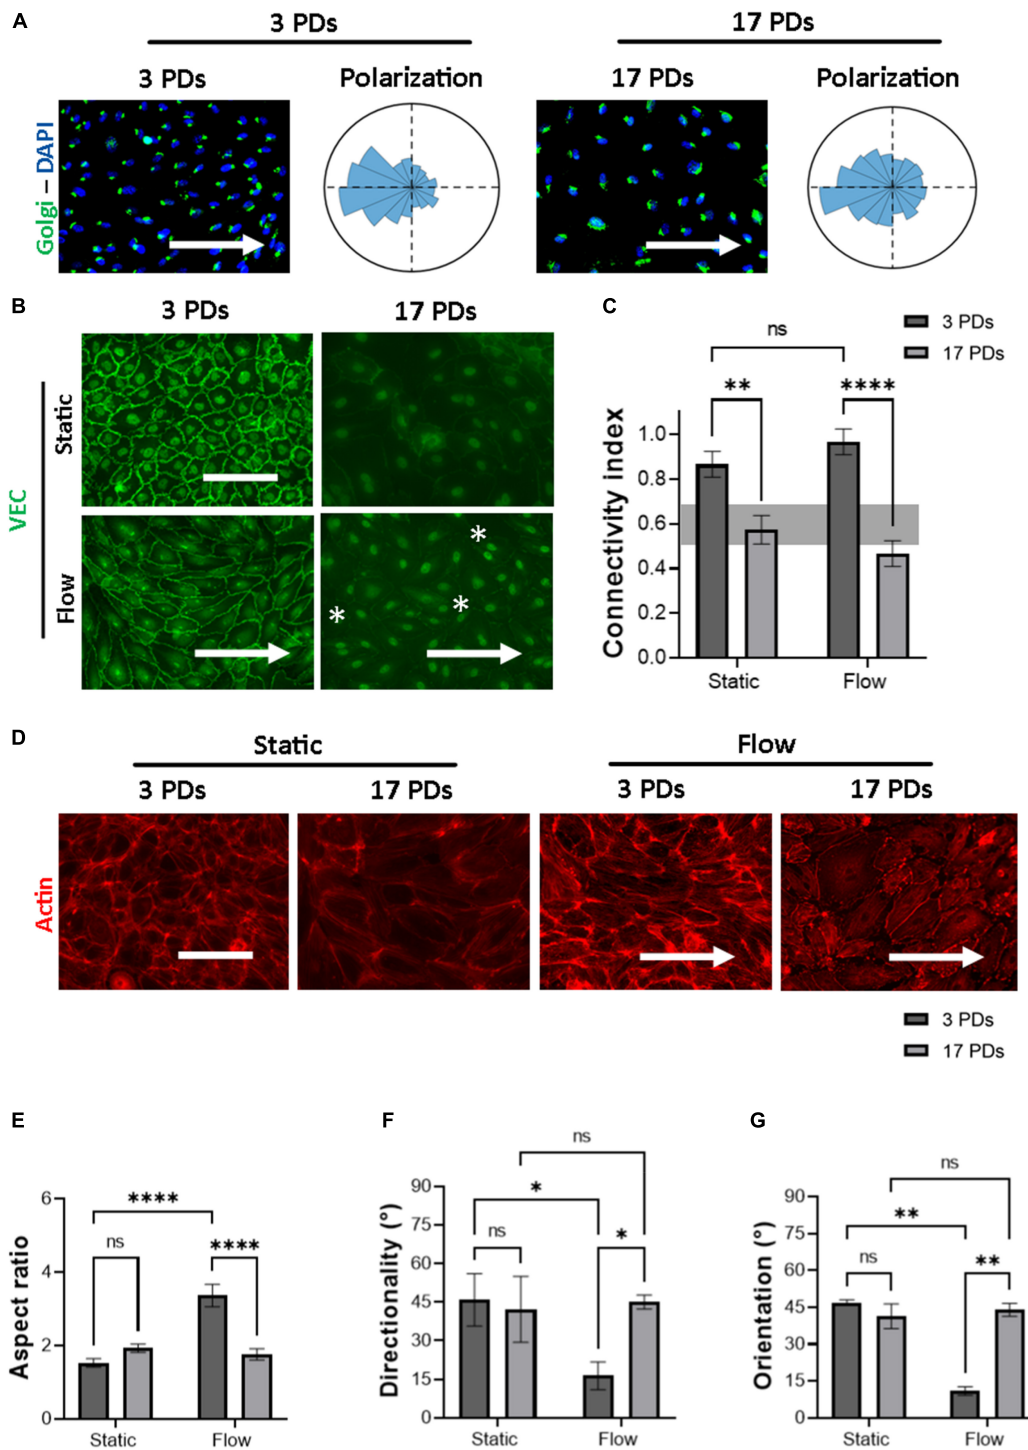 A
3 PDs
17 PDs
3 PDs
Polarization
17 PDs
Polarization
Golgi – DAPI
B
3 PDs
17 PDs
VEC
Static
Flow
*
*
*
C
3 PDs
17 PDs
ns
**
****
Connectivity index
1.0
0.8
0.6
0.4
0.2
0.0
Static
Flow
D
Static
Flow
3 PDs
17 PDs
3 PDs
17 PDs
Actin
3 PDs
17 PDs
E
Aspect ratio
6
4
2
0
****
ns
****
Static
Flow
F
Directionality (°)
90
75
60
45
30
15
0
ns
*
ns
*
Static
Flow
G
Orientation (°)
90
75
60
45
30
15
0
ns
**
ns
**
Static
Flow